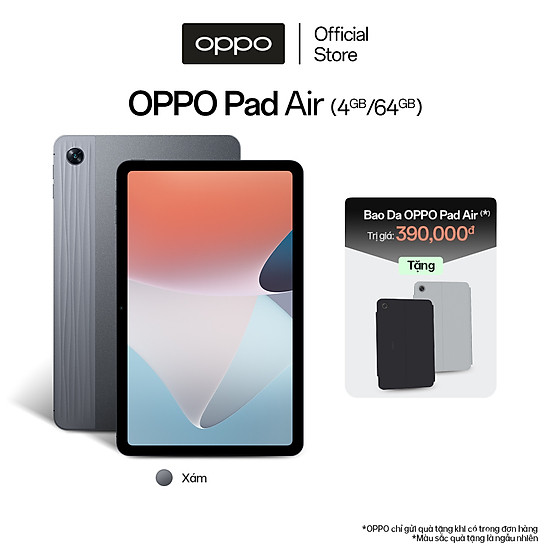 oppo
Official
Store
OPPO Pad Air (4GB/64GB)
Bao Da OPPO Pad Air (*)
Trị giá: 390,000đ
Tặng
Xám
*OPPO chỉ gửi quà tặng khi có trong đơn hàng
*Màu sắc quà tặng là ngẫu nhiên